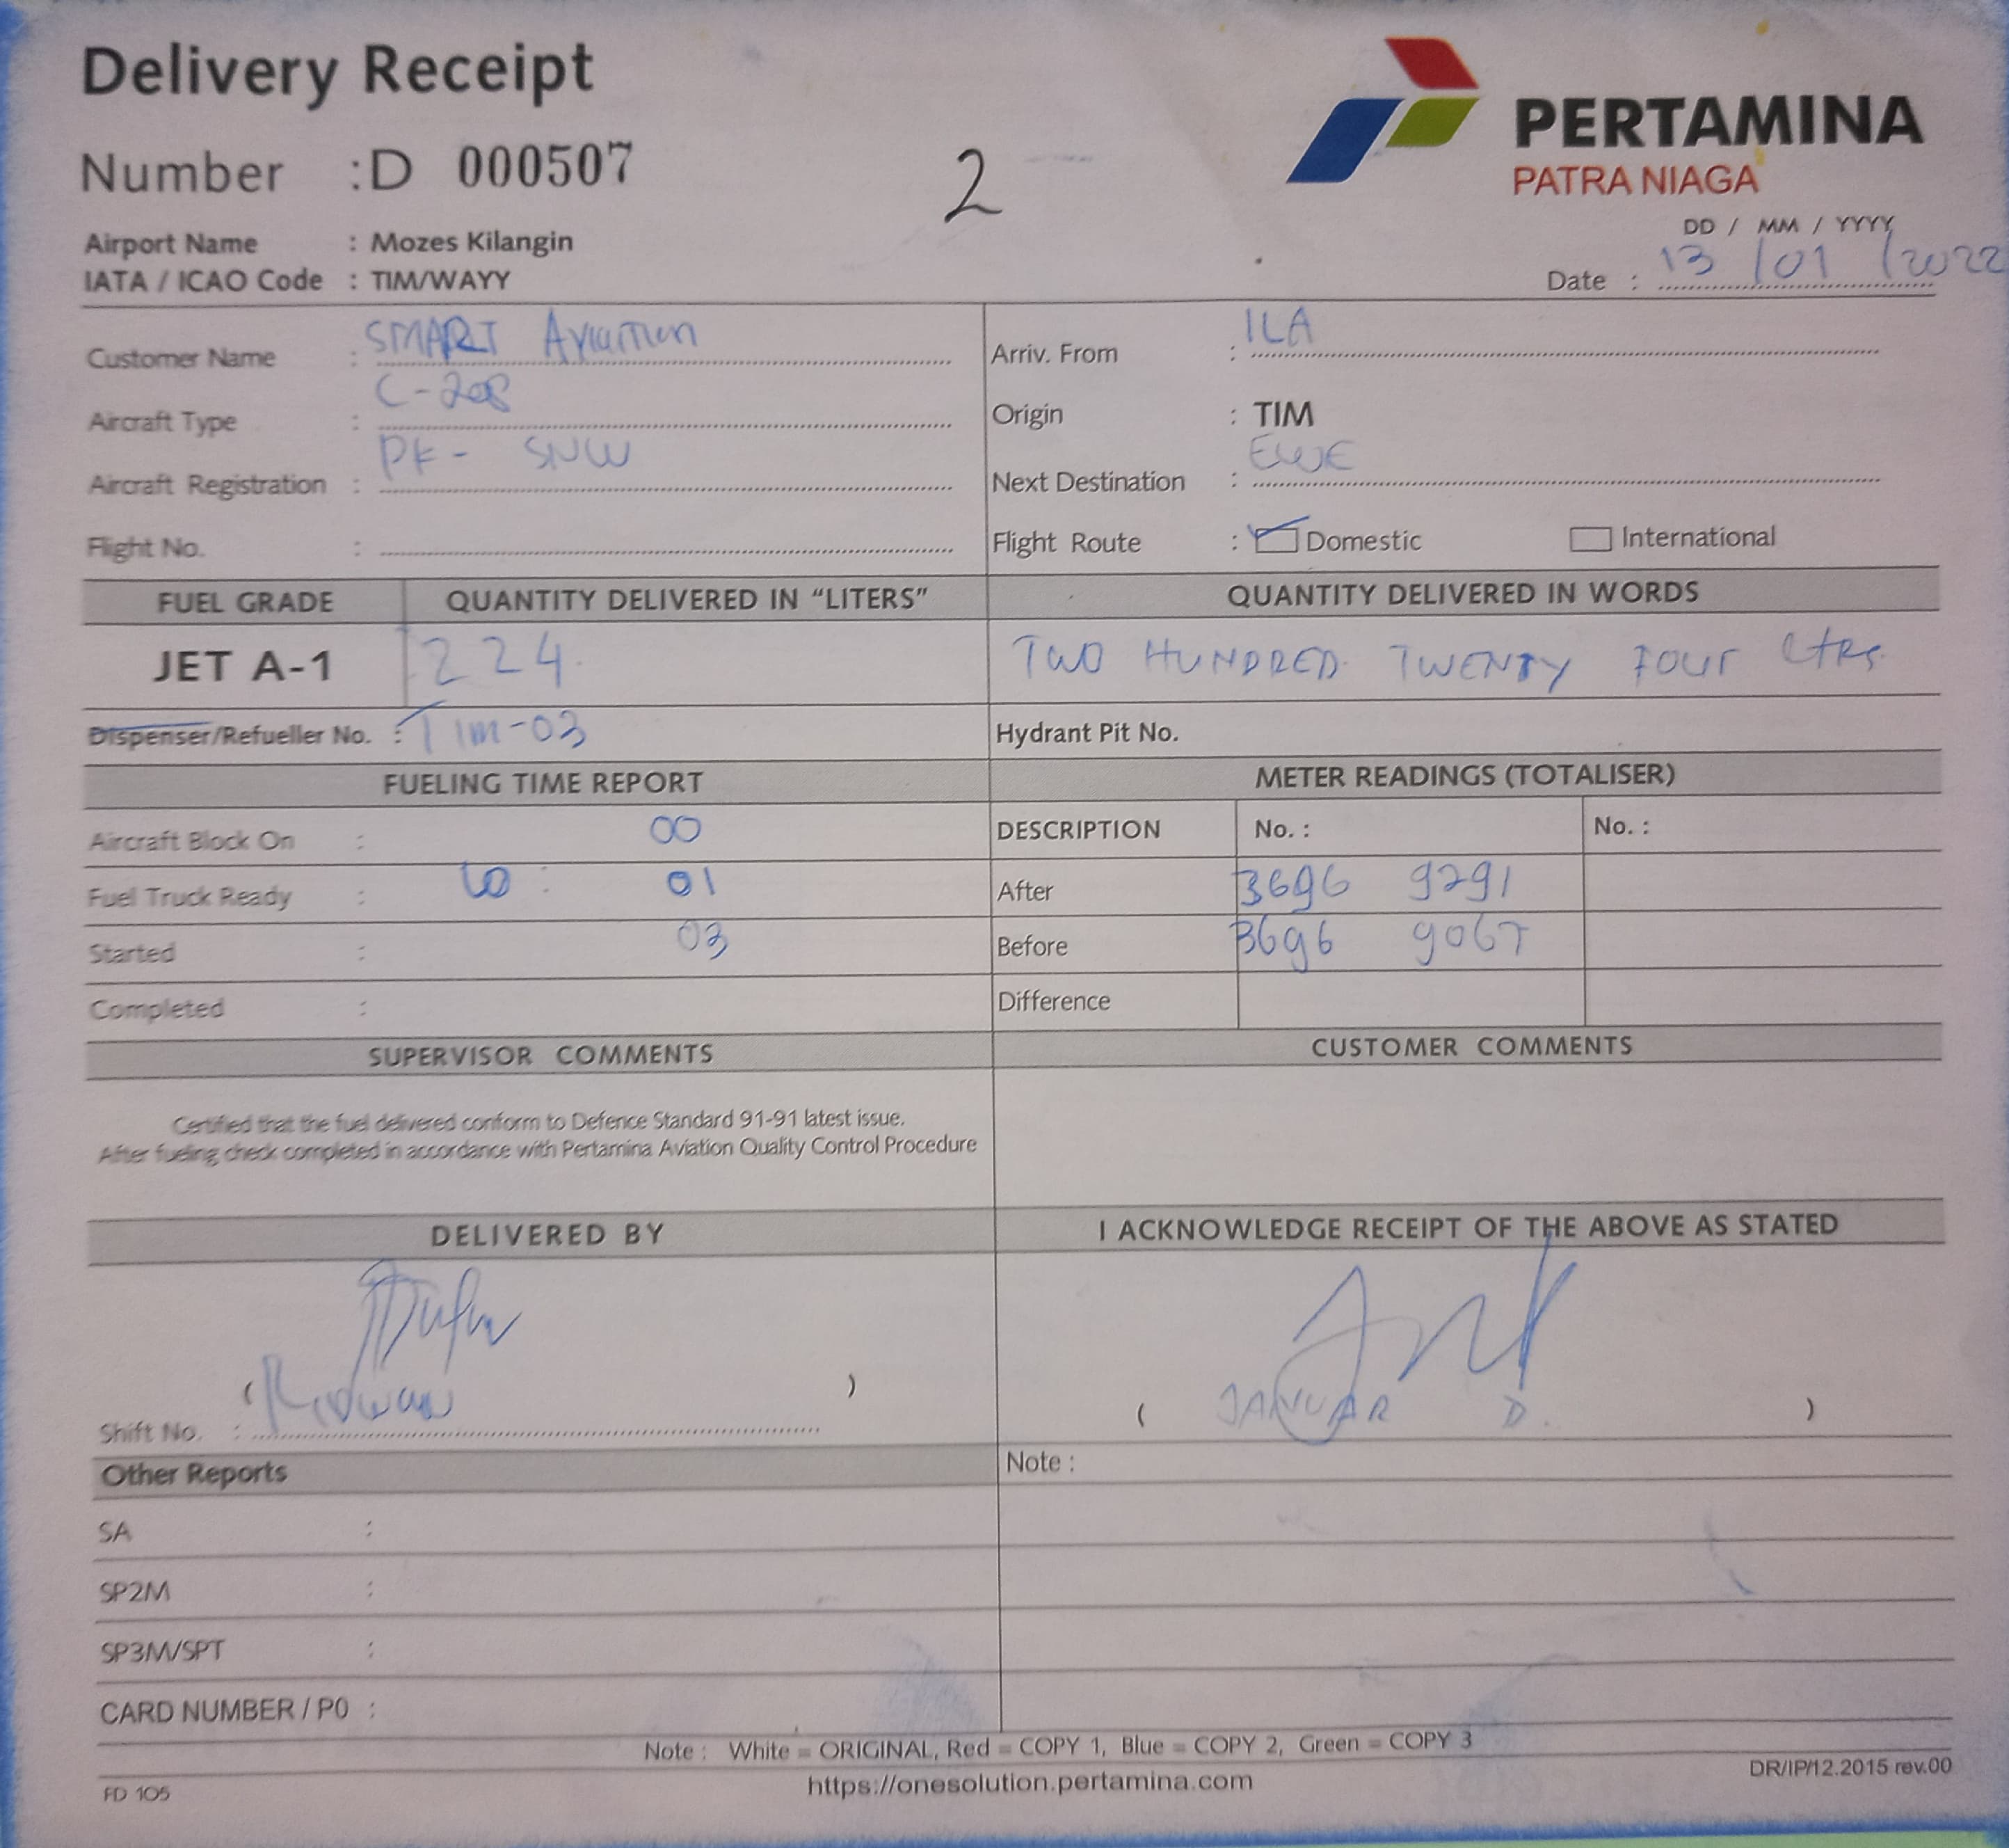 Delivery Receipt
PERTAMINA
PATRA NIAGA
Number :D 000507
2
Airport Name : Mozes Kilangin
DD / MM / YYYY
IATA / ICAO Code : TIM/WAYY
Date : 13 / 01 / 2022
Customer Name : SMART Aviation
Arriv. From : ILA
Aircraft Type : C-208
Origin : TIM
Aircraft Registration : PK- SNW
Next Destination : EWE
Flight No. :
Flight Route : Domestic International
FUEL GRADE QUANTITY DELIVERED IN “LITERS” QUANTITY DELIVERED IN WORDS
JET A-1 224. TWO HUNDRED TWENTY FOUR Ltrs
Dispenser/Refueller No. : Tim-03 Hydrant Pit No.
FUELING TIME REPORT METER READINGS (TOTALISER)
Aircraft Block On : 00 DESCRIPTION No. : No. :
Fuel Truck Ready : 10 : 01 After 3696 9291
Started : 03 Before 3696 9067
Completed : Difference
SUPERVISOR COMMENTS CUSTOMER COMMENTS
Certified that the fuel delivered conform to Defence Standard 91-91 latest issue.
After fueling check completed in accordance with Pertamina Aviation Quality Control Procedure
DELIVERED BY I ACKNOWLEDGE RECEIPT OF THE ABOVE AS STATED
( Ridwan ) ( JANUAR D. )
Shift No. :
Other Reports Note :
SA :
SP2M :
SP3M/SPT :
CARD NUMBER / PO :
Note : White = ORIGINAL, Red = COPY 1, Blue = COPY 2, Green = COPY 3
FD 105 https://onesolution.pertamina.com DR/IP/12.2015 rev.00